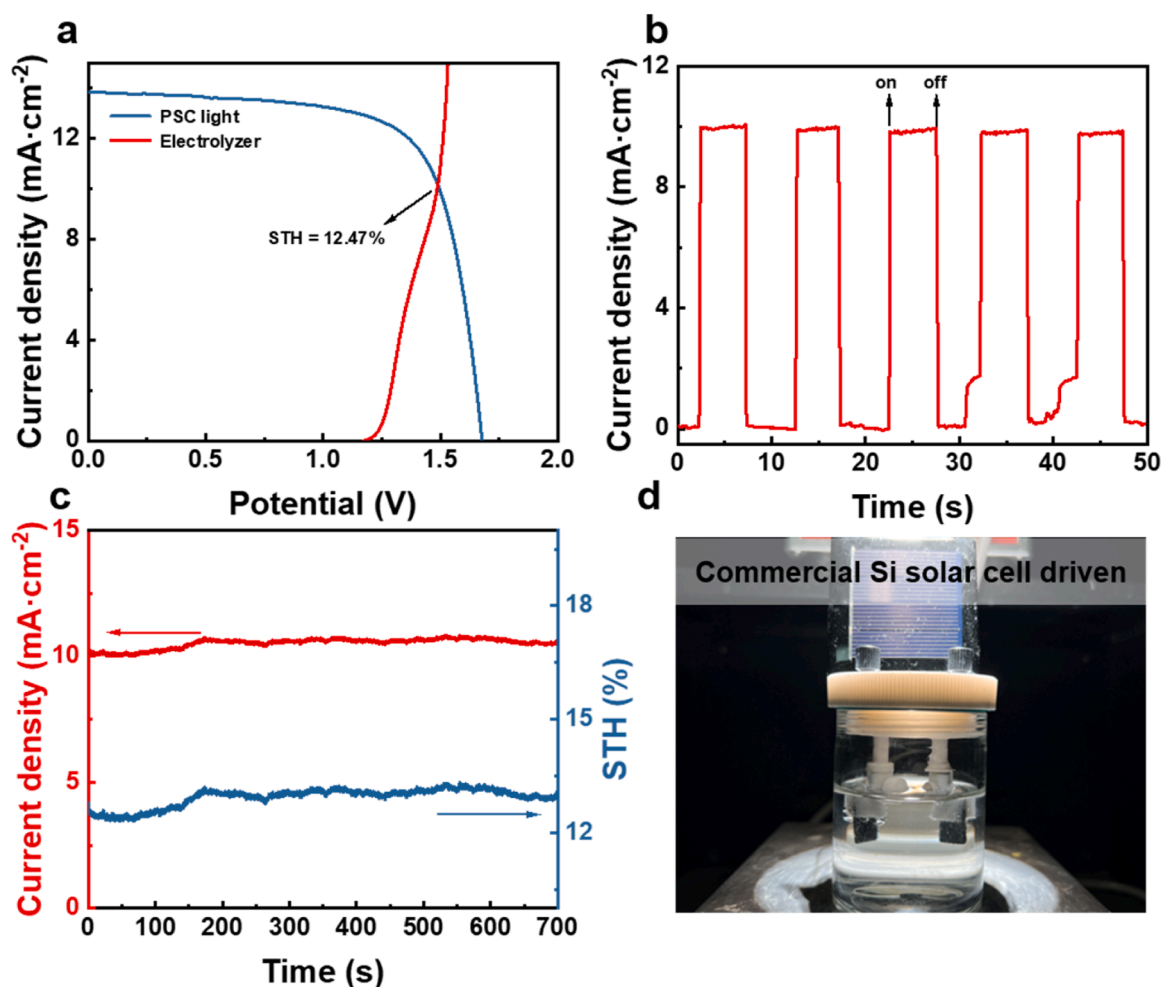 a
Current density (mA·cm⁻²)
12
8
4
0
PSC light
Electrolyzer
STH = 12.47%
0.0 0.5 1.0 1.5 2.0
Potential (V)
b
Current density (mA·cm⁻²)
12
8
4
0
on off
0 10 20 30 40 50
Time (s)
c
Current density (mA·cm⁻²)
15
10
5
0
18
15
12
STH (%)
0 100 200 300 400 500 600 700
Time (s)
d
Commercial Si solar cell driven